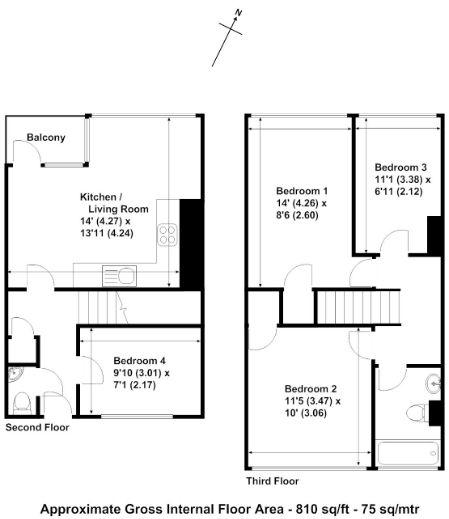 N
Balcony
Kitchen /
Living Room
14' (4.27) x
13'11 (4.24)
Bedroom 4
9'10 (3.01) x
7'1 (2.17)
Second Floor
Bedroom 1
14' (4.26) x
8'6 (2.60)
Bedroom 3
11'1 (3.38) x
6'11 (2.12)
Bedroom 2
11'5 (3.47) x
10' (3.06)
Third Floor
Approximate Gross Internal Floor Area - 810 sq/ft - 75 sq/mtr